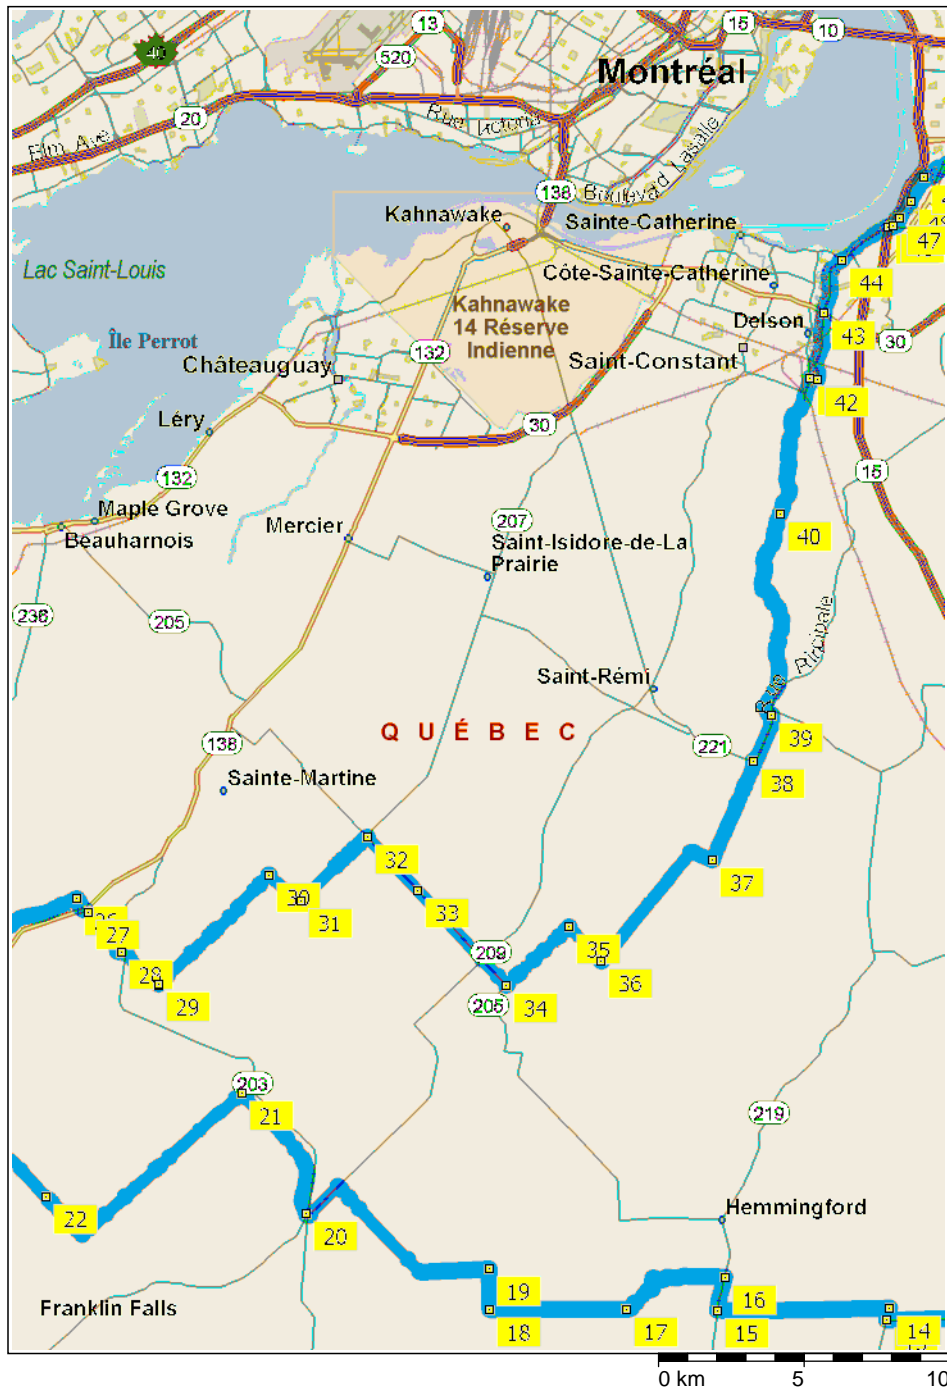 13
15
10
40
520
Montréal
20
Rue Victoria
Elm Ave
Boulevard Lasalle
138
Kahnawake
Sainte-Catherine
47
Lac Saint-Louis
Côte-Sainte-Catherine
44
Kahnawake
14 Réserve
Indienne
Île Perrot
Delson
43
30
132
Châteauguay
Saint-Constant
42
Léry
30
132
15
Maple Grove
Beauharnois
Mercier
207
Saint-Isidore-de-La
Prairie
40
236
205
Saint-Rémi
QUÉBEC
39
138
221
38
Sainte-Martine
32
37
30
31
33
27
209
35
28
36
29
205
34
203
21
219
22
20
Hemmingford
19
16
Franklin Falls
18
17
15
14
0 km
5
10